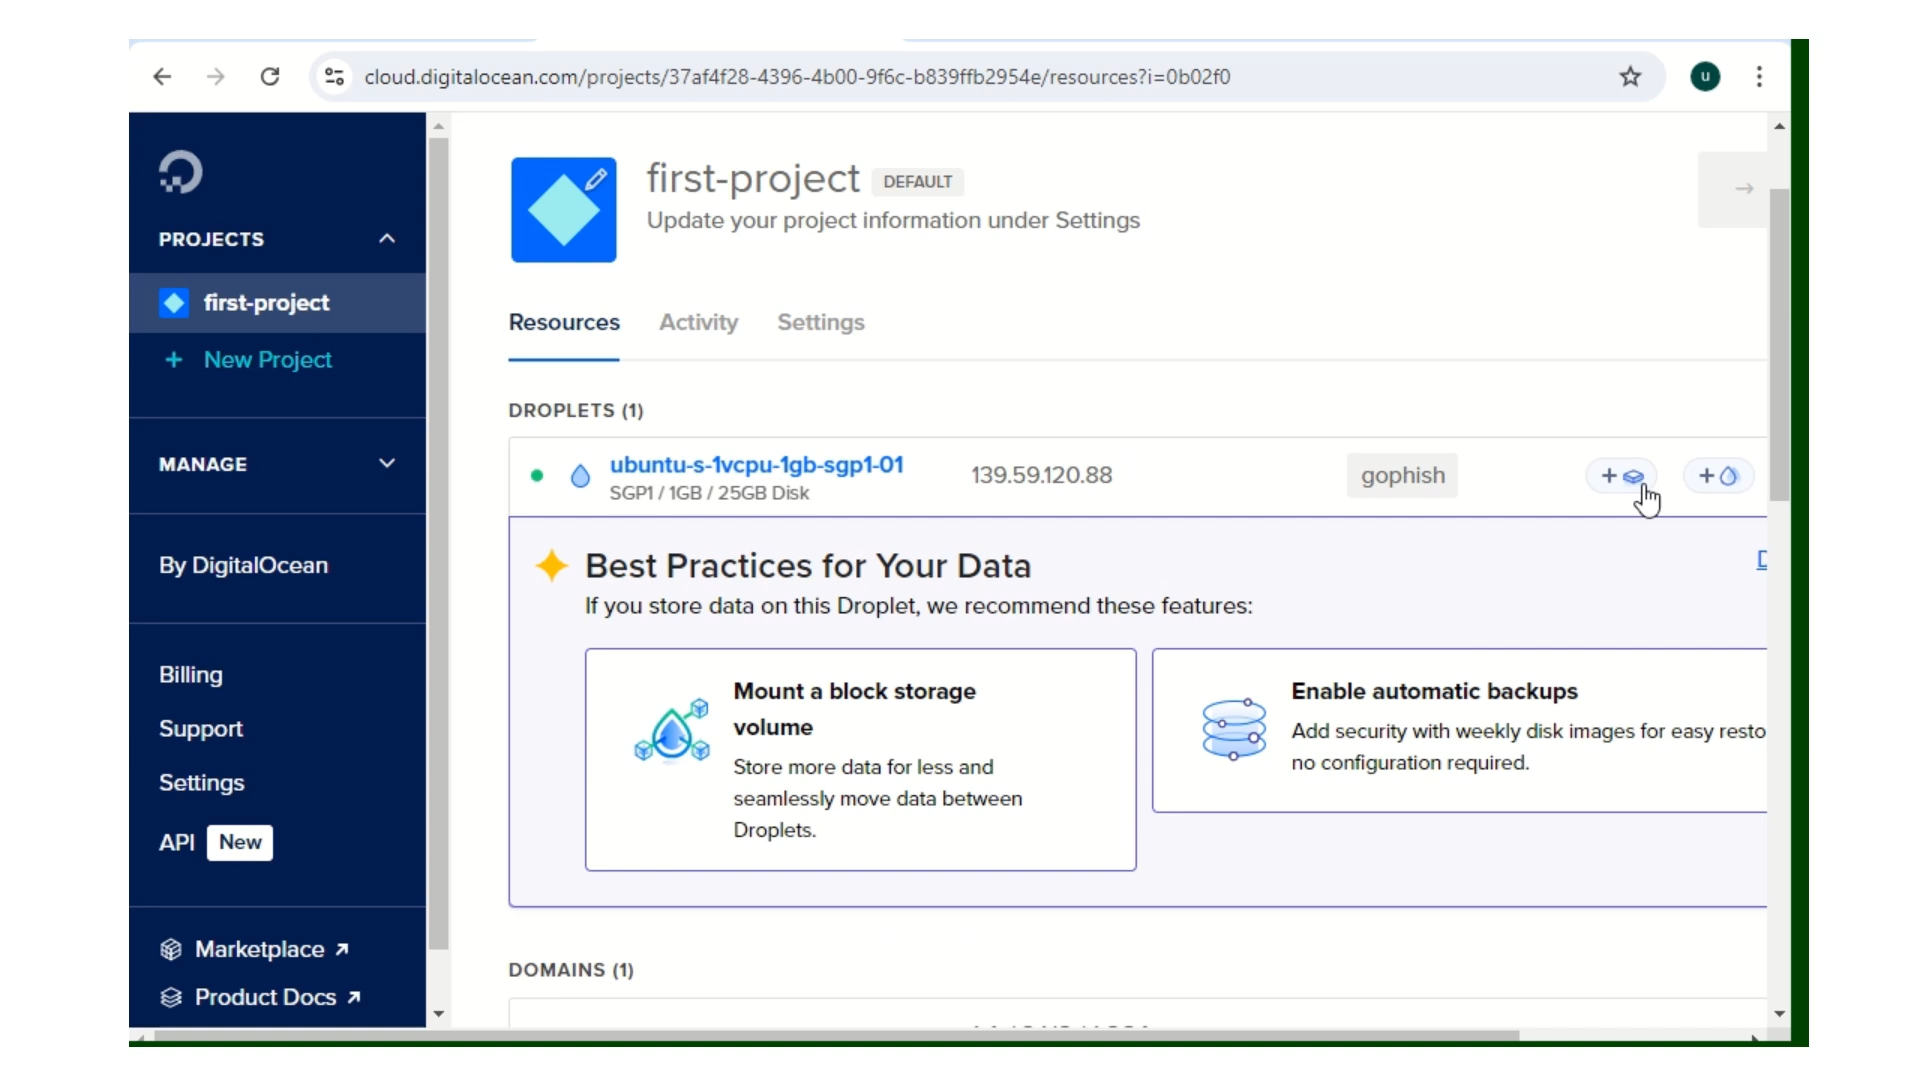 cloud.digitalocean.com/projects/37af4f28-4396-4b00-9f6c-b839ffb2954e/resources?i=0b02f0
u
PROJECTS
first-project
+ New Project
MANAGE
By DigitalOcean
Billing
Support
Settings
API New
Marketplace
Product Docs
first-project DEFAULT
Update your project information under Settings
Resources Activity Settings
DROPLETS (1)
ubuntu-s-1vcpu-1gb-sgp1-01 139.59.120.88 gophish
SGP1 / 1GB / 25GB Disk
Best Practices for Your Data
If you store data on this Droplet, we recommend these features:
Mount a block storage
volume
Store more data for less and
seamlessly move data between
Droplets.
Enable automatic backups
Add security with weekly disk images for easy resto
no configuration required.
DOMAINS (1)